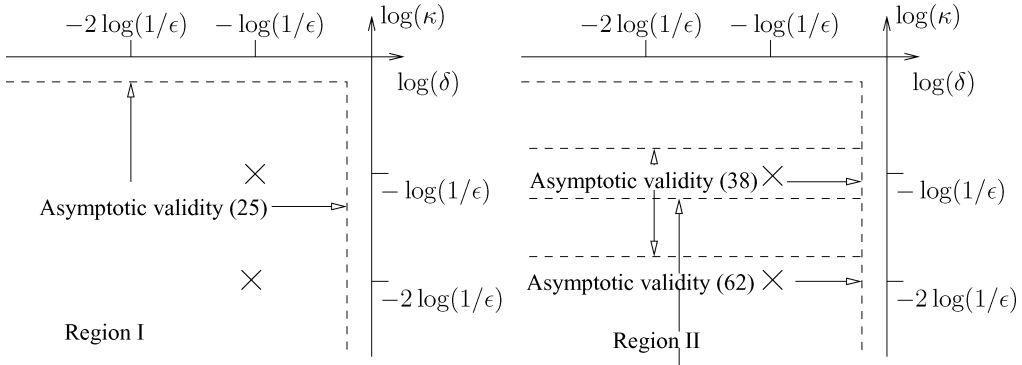 log(κ)
−2 log(1/ϵ)
−log(1/ϵ)
log(δ)
−log(1/ϵ)
Asymptotic validity (25)
−2 log(1/ϵ)
Region I
log(κ)
−2 log(1/ϵ)
−log(1/ϵ)
log(δ)
Asymptotic validity (38)
−log(1/ϵ)
Asymptotic validity (62)
−2 log(1/ϵ)
Region II